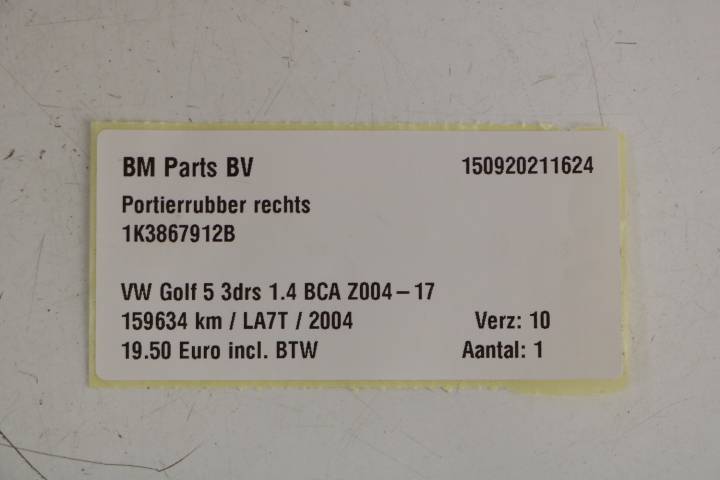 BM Parts BV 150920211624
Portierrubber rechts
1K3867912B
VW Golf 5 3drs 1.4 BCA Z004-17
159634 km / LA7T / 2004 Verz: 10
19.50 Euro incl. BTW Aantal: 1